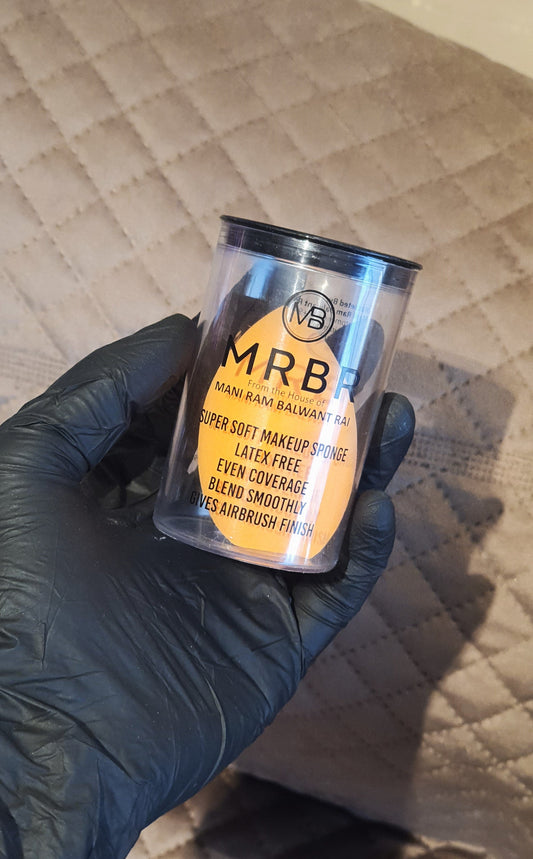 MB
MRBR
From the House of
MANI RAM BALWANT RAI
SUPER SOFT MAKEUP SPONGE
LATEX FREE
EVEN COVERAGE
BLEND SMOOTHLY
GIVES AIRBRUSH FINISH